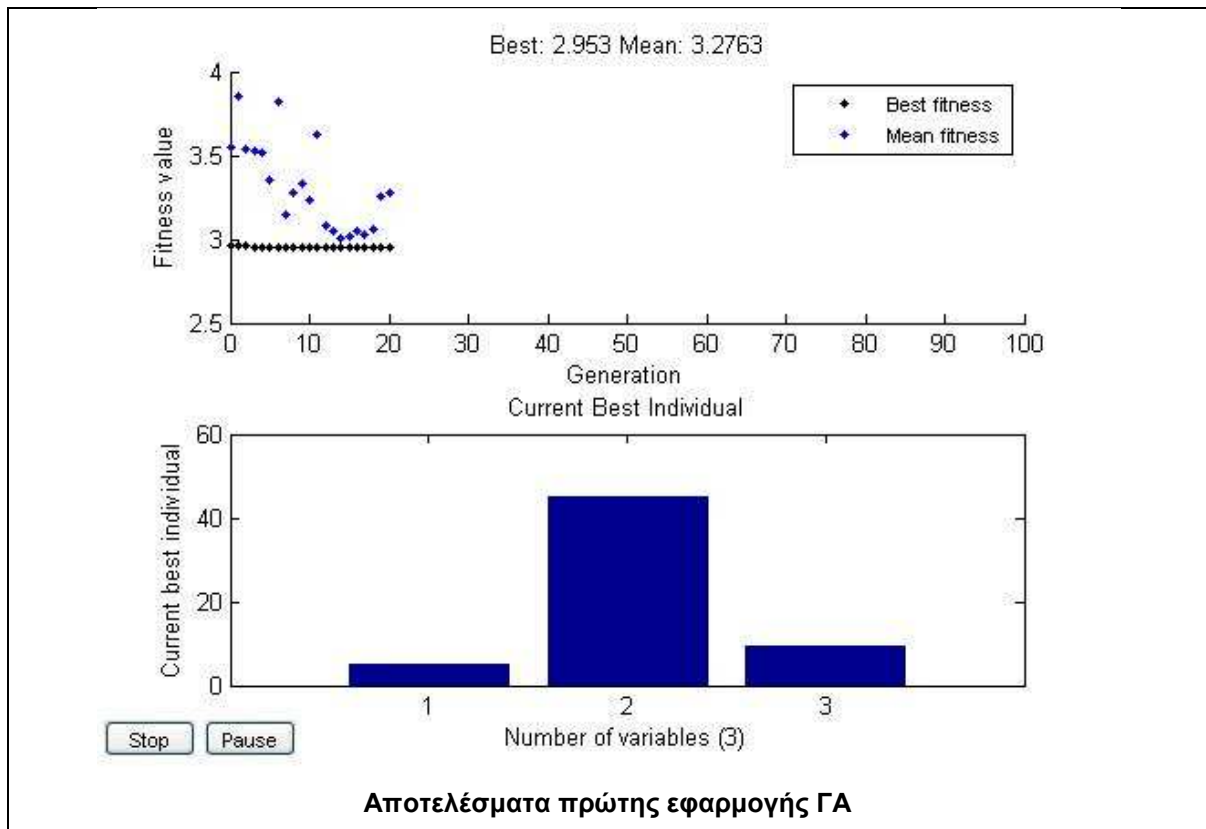 Best: 2.953 Mean: 3.2763
4
3.5
3
2.5
Fitness value
Best fitness
Mean fitness
0 10 20 30 40 50 60 70 80 90 100
Generation
Current Best Individual
60
40
20
0
Current best individual
1 2 3
Number of variables (3)
Stop Pause
Αποτελέσματα πρώτης εφαρμογής ΓΑ